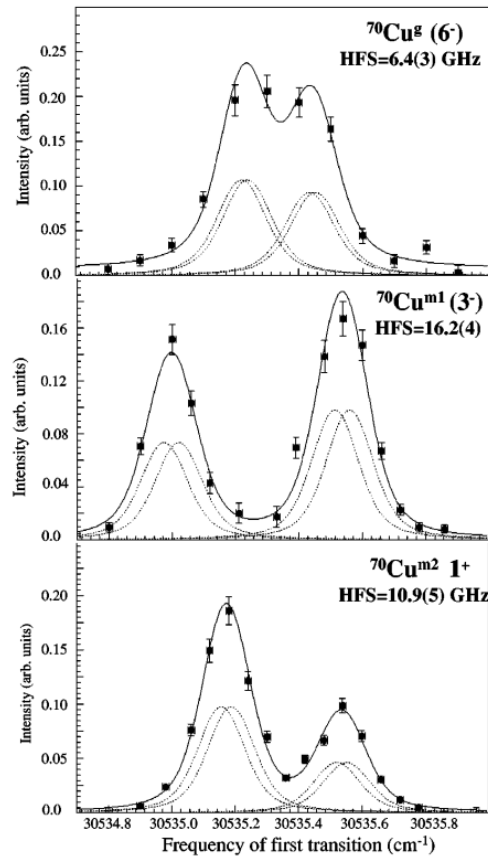 ⁷⁰Cuᵍ (6⁻)
HFS=6.4(3) GHz
Intensity (arb. units)
0.25
0.20
0.15
0.10
0.05
0.0
⁷⁰Cuᵐ¹ (3⁻)
HFS=16.2(4)
Intensity (arb. units)
0.16
0.12
0.08
0.04
0.0
⁷⁰Cuᵐ² 1⁺
HFS=10.9(5) GHz
Intensity (arb. units)
0.20
0.15
0.10
0.05
0.0
30534.8 30535.0 30535.5 30535.5 30535.6 30535.8
Frequency of first transition (cm⁻¹)